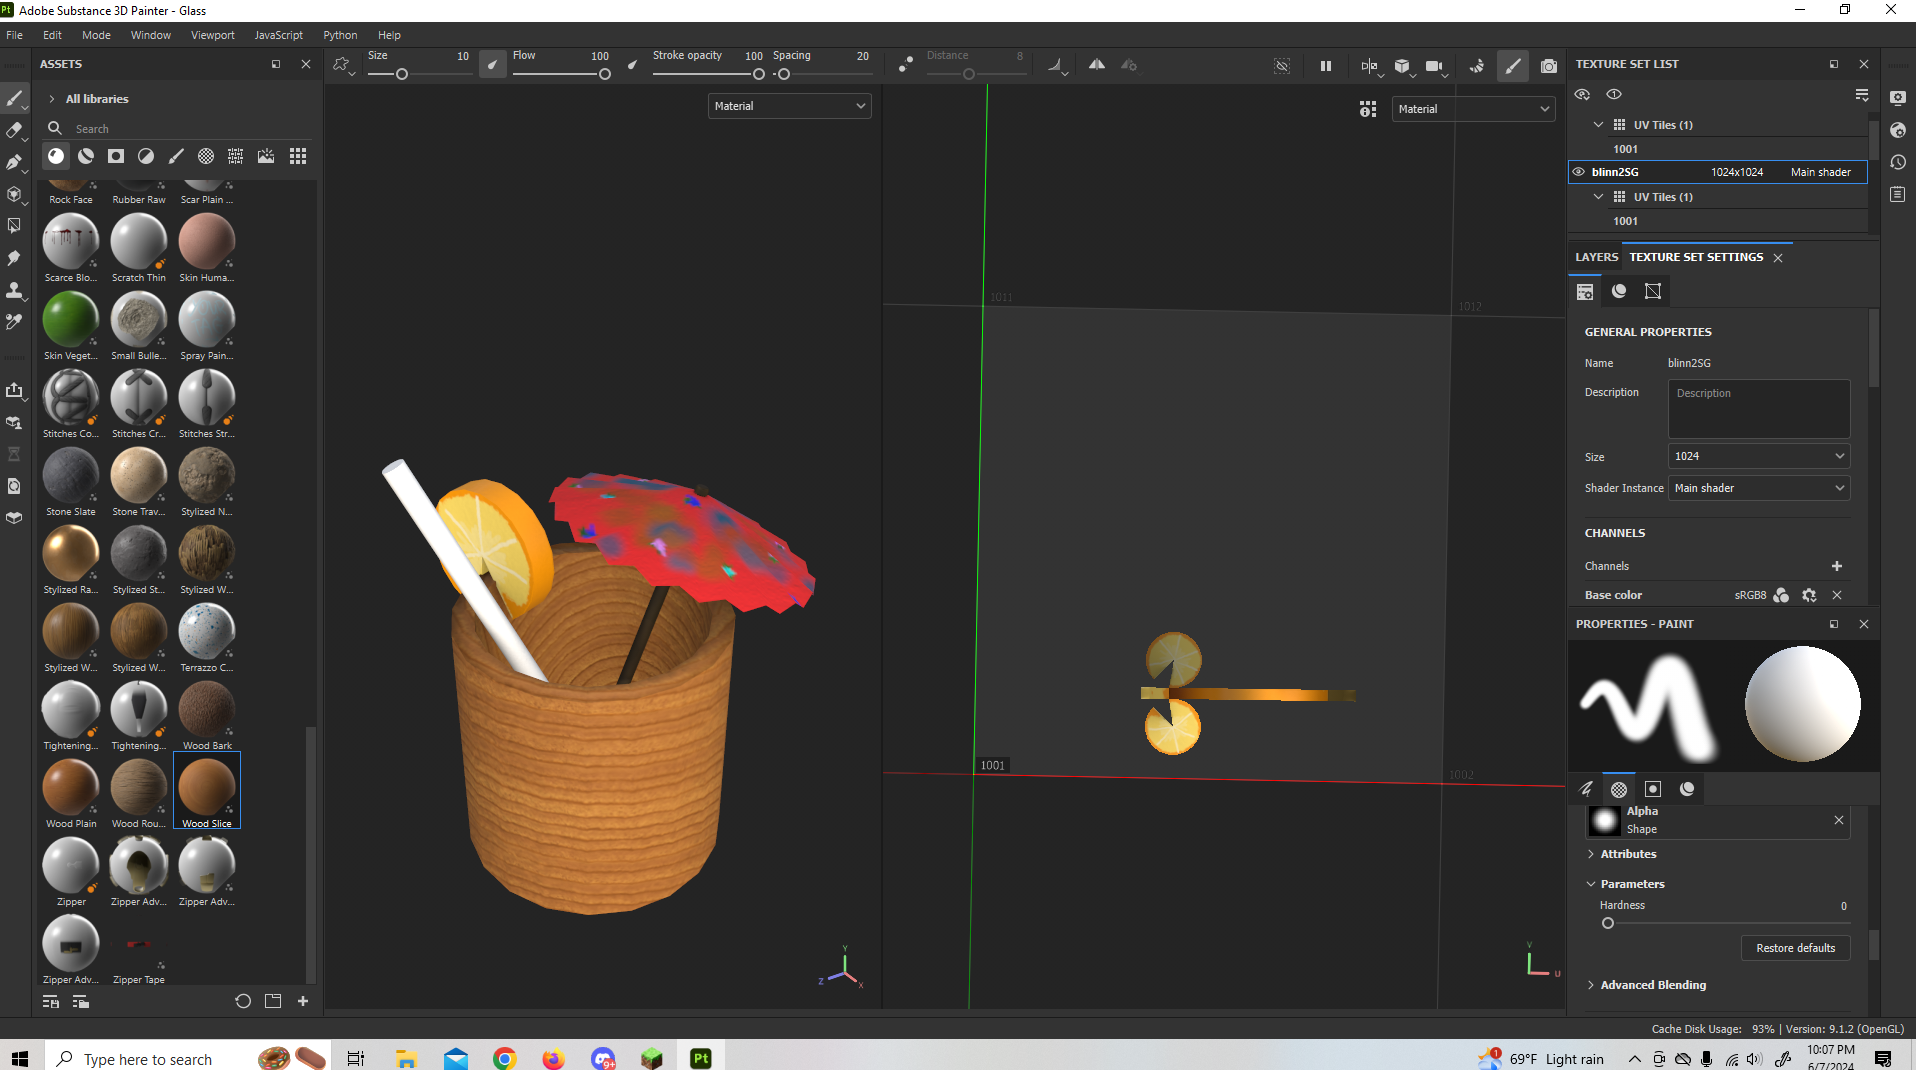 Pt Adobe Substance 3D Painter - Glass
File Edit Mode Window Viewport JavaScript Python Help
ASSETS
All libraries
Search
Rock Face Rubber Raw Scar Plain ...
Scarce Blo... Scratch Thin Skin Huma...
Skin Veget... Small Bulle... Spray Pain...
Stitches Co... Stitches Cr... Stitches Str...
Stone Slate Stone Trav... Stylized N...
Stylized Ra... Stylized St... Stylized W...
Stylized W... Stylized W... Terrazzo C...
Tightening... Tightening... Wood Bark
Wood Plain Wood Rou... Wood Slice
Zipper Zipper Adv... Zipper Adv...
Zipper Adv... Zipper Tape
Size 10 Flow 100 Stroke opacity 100 Spacing 20 Distance 8
Material
Y
Z
X
Material
1011
1012
1001
1002
V
U
TEXTURE SET LIST
UV Tiles (1)
1001
blinn2SG 1024x1024 Main shader
UV Tiles (1)
1001
LAYERS TEXTURE SET SETTINGS
GENERAL PROPERTIES
Name blinn2SG
Description Description
Size 1024
Shader Instance Main shader
CHANNELS
Channels
Base color sRGB8
PROPERTIES - PAINT
Alpha
Shape
Attributes
Parameters
Hardness 0
Restore defaults
Advanced Blending
Cache Disk Usage: 93% | Version: 9.1.2 (OpenGL)
Type here to search
9+
Pt
1
69°F Light rain
10:07 PM
6/7/2024